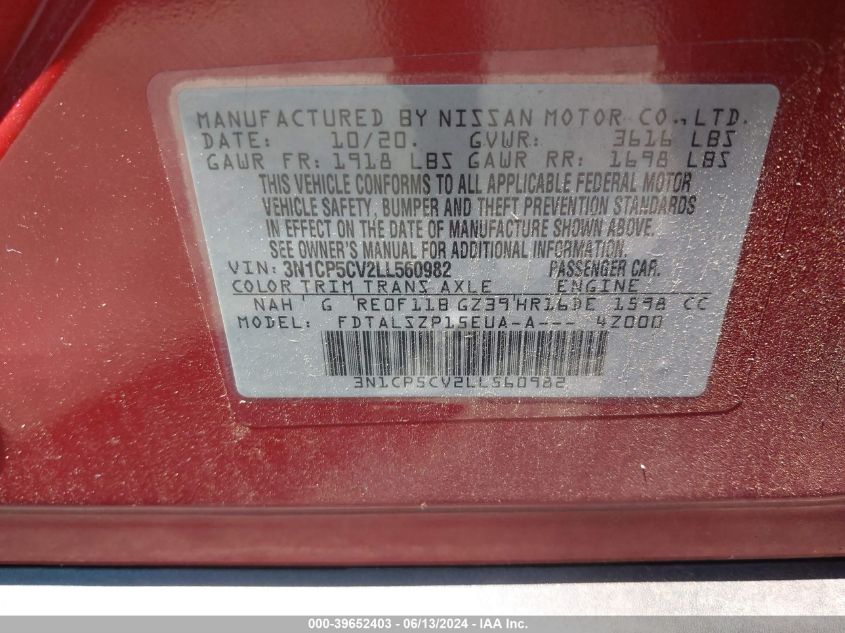 MANUFACTURED BY NISSAN MOTOR CO.,LTD.
DATE: 10/20. GVWR: 3616 LBS
GAWR FR: 1918 LBS GAWR RR: 1698 LBS
THIS VEHICLE CONFORMS TO ALL APPLICABLE FEDERAL MOTOR
VEHICLE SAFETY, BUMPER AND THEFT PREVENTION STANDARDS
IN EFFECT ON THE DATE OF MANUFACTURE SHOWN ABOVE.
SEE OWNER'S MANUAL FOR ADDITIONAL INFORMATION.
VIN: 3N1CP5CV2LL560982 PASSENGER CAR.
COLOR TRIM TRANS AXLE ENGINE
NAH G RE0F11B GZ39 HR16DE 1598 CC
MODEL: FDTALSZP15EUA-A--- 4Z000
3N1CP5CV2LL560982
000-39652403 - 06/13/2024 - IAA Inc.